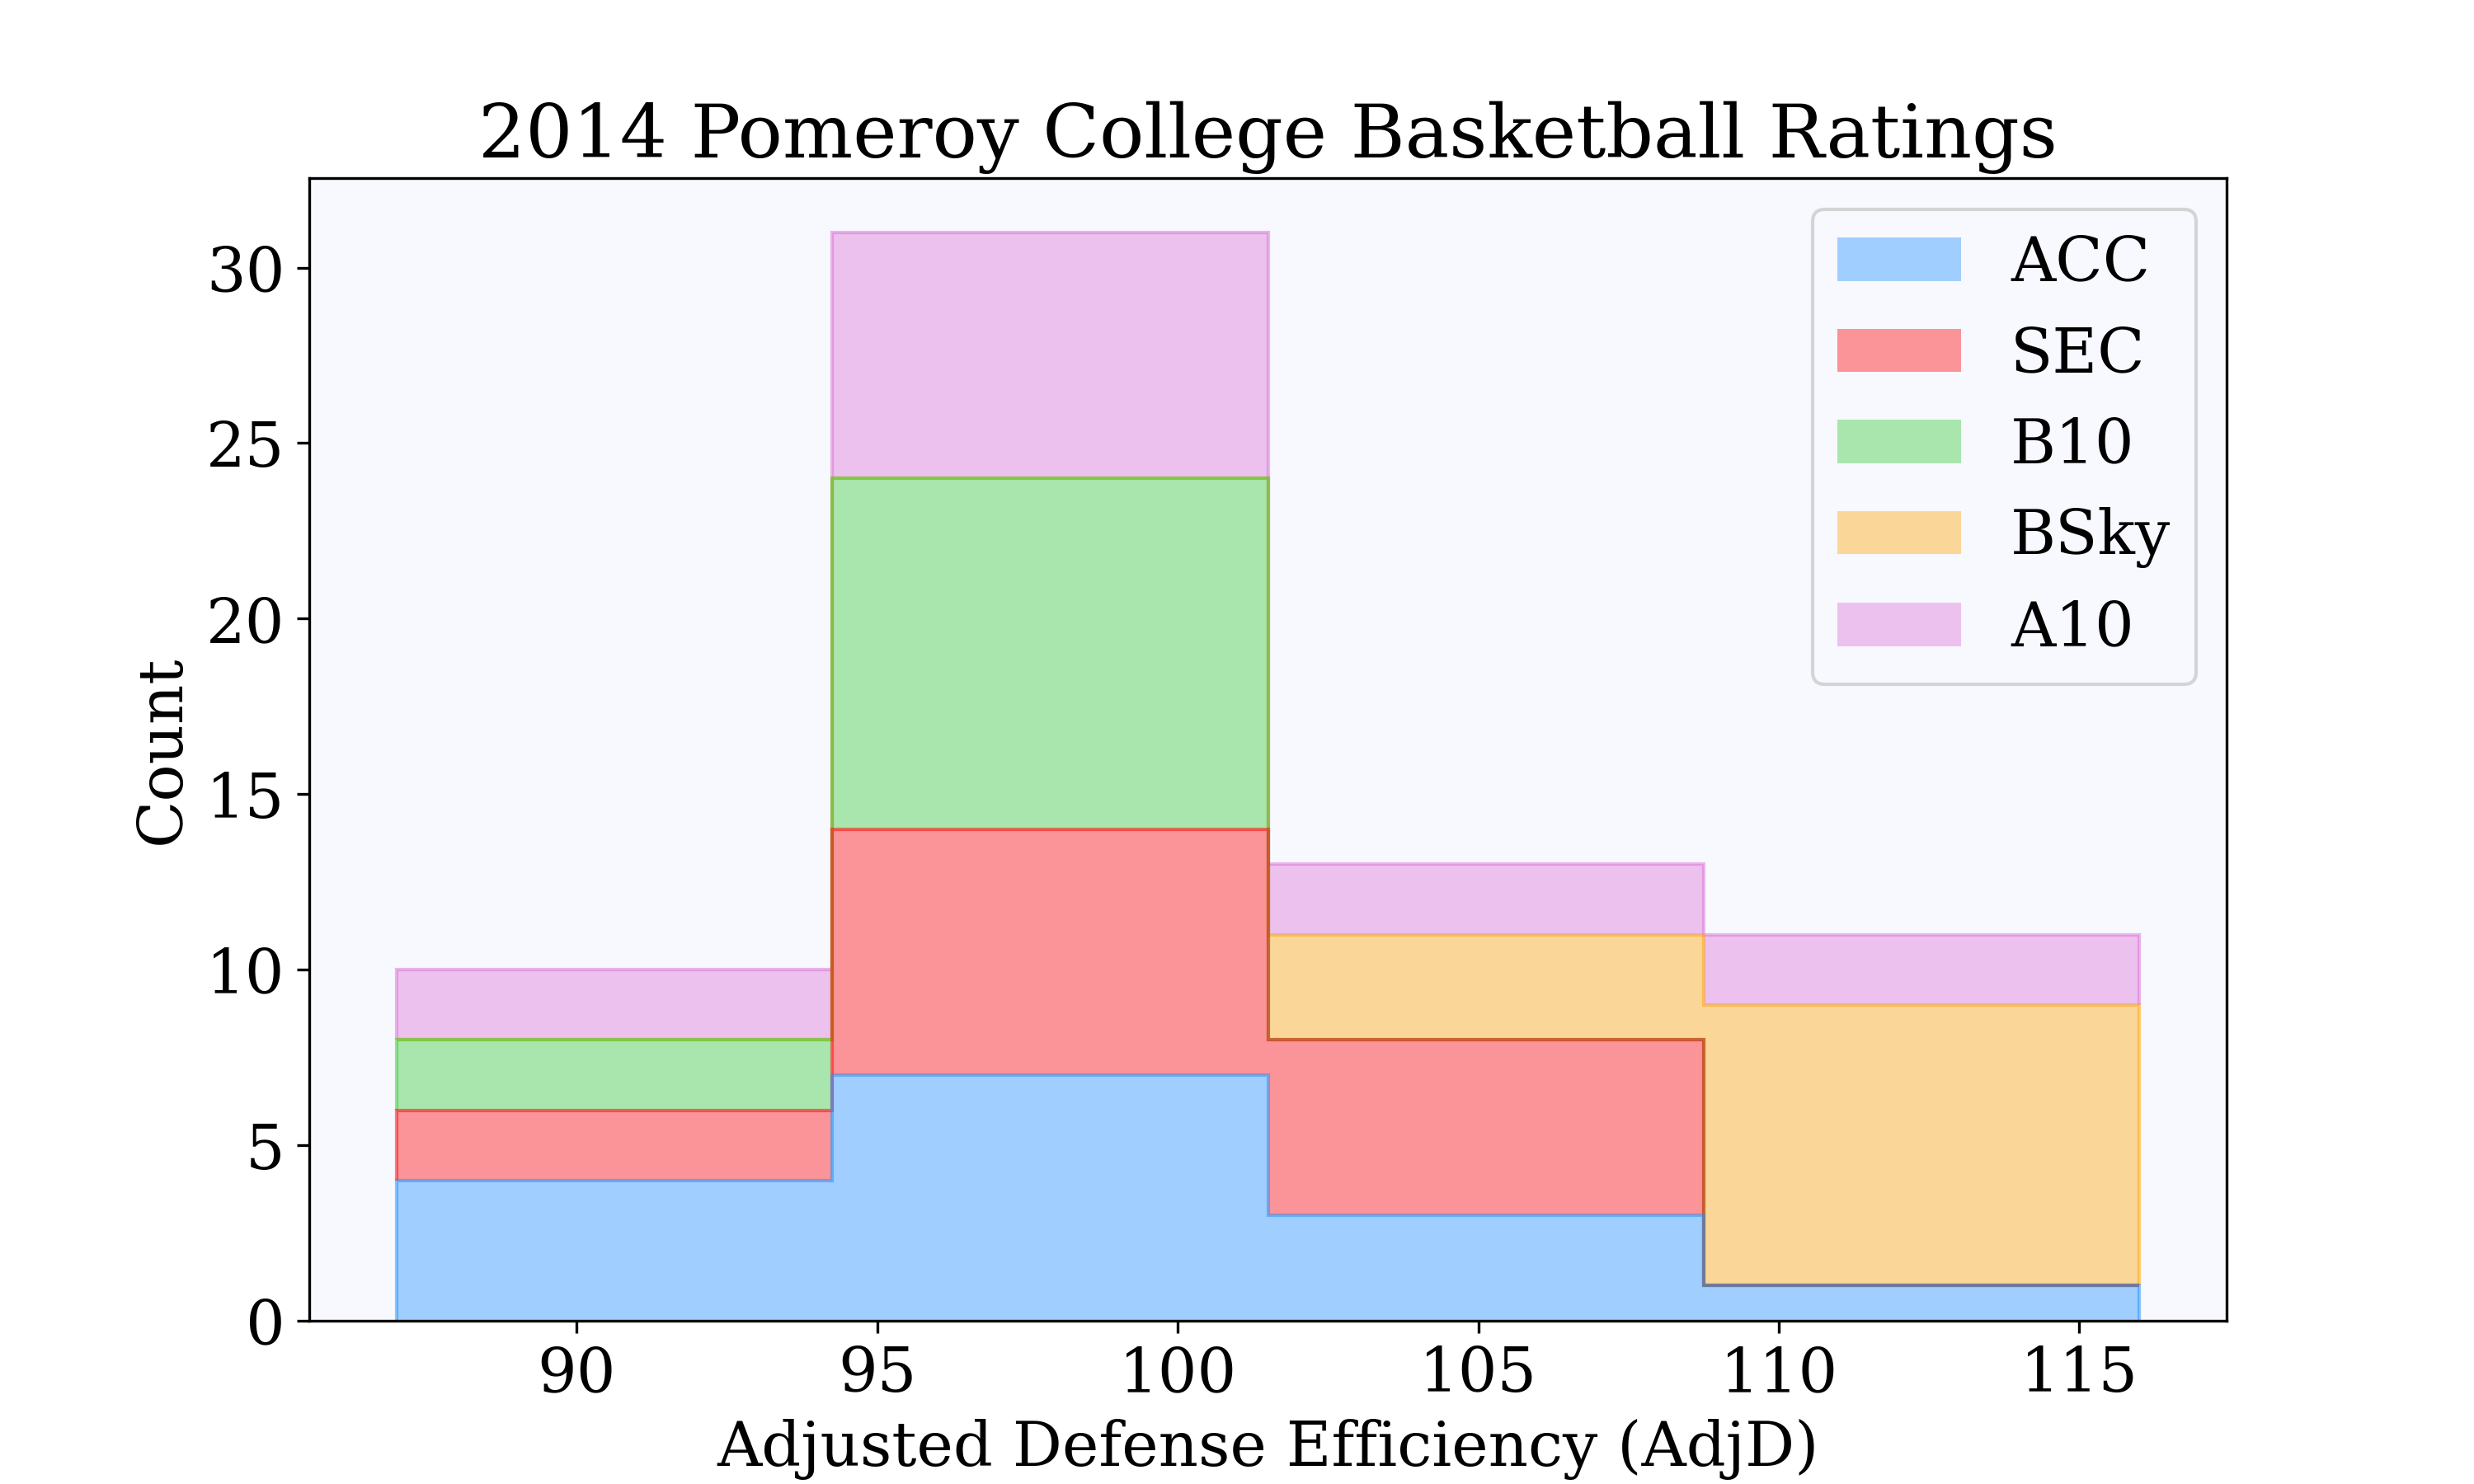 2014 Pomeroy College Basketball Ratings
ACC
SEC
B10
BSky
A10
30
25
20
15
10
5
0
Count
90 95 100 105 110 115
Adjusted Defense Efficiency (AdjD)